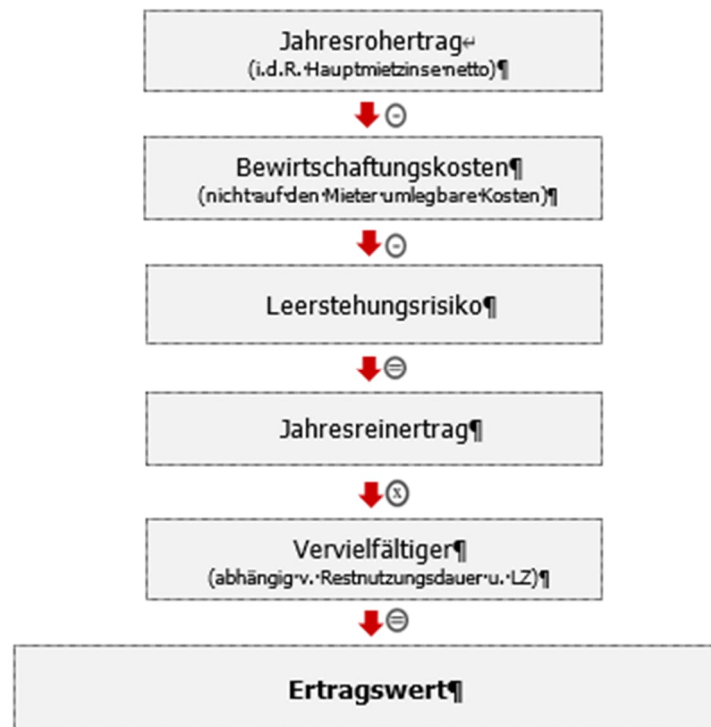 Jahresrohertrag↵
(i.d.R.·Hauptmietzinse·netto)¶
-
Bewirtschaftungskosten¶
(nicht·auf·den·Mieter·umlegbare·Kosten)¶
-
Leerstehungsrisiko¶
=
Jahresreinertrag¶
x
Vervielfältiger¶
(abhängig·v.·Restnutzungsdauer·u.·LZ)¶
=
Ertragswert¶